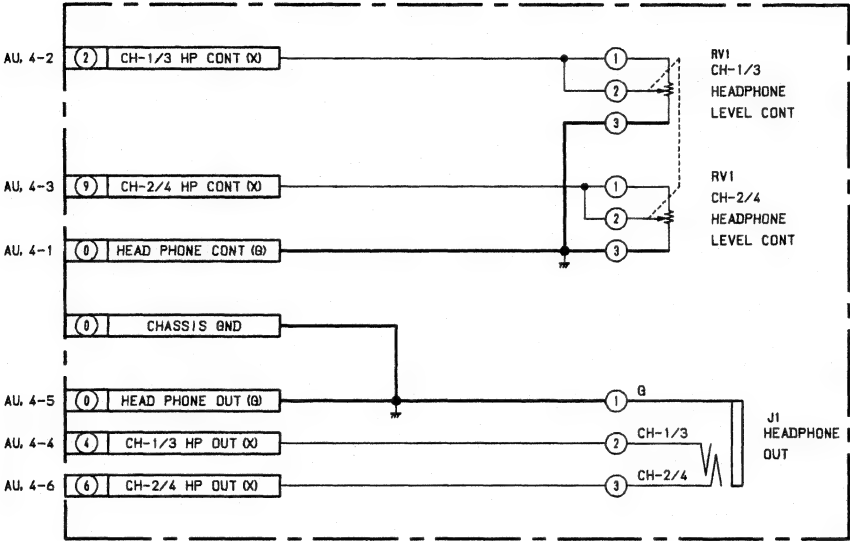 AU, 4-2 2 CH-1/3 HP CONT (X) 1 RV1
CH-1/3
2 HEADPHONE
LEVEL CONT
3
AU, 4-3 9 CH-2/4 HP CONT (X) 1 RV1
CH-2/4
2 HEADPHONE
LEVEL CONT
AU, 4-1 0 HEAD PHONE CONT (G) 3
0 CHASSIS GND
AU, 4-5 0 HEAD PHONE OUT (G) 1 G
J1
AU, 4-4 4 CH-1/3 HP OUT (X) 2 CH-1/3 HEADPHONE
OUT
AU, 4-6 6 CH-2/4 HP OUT (X) 3 CH-2/4